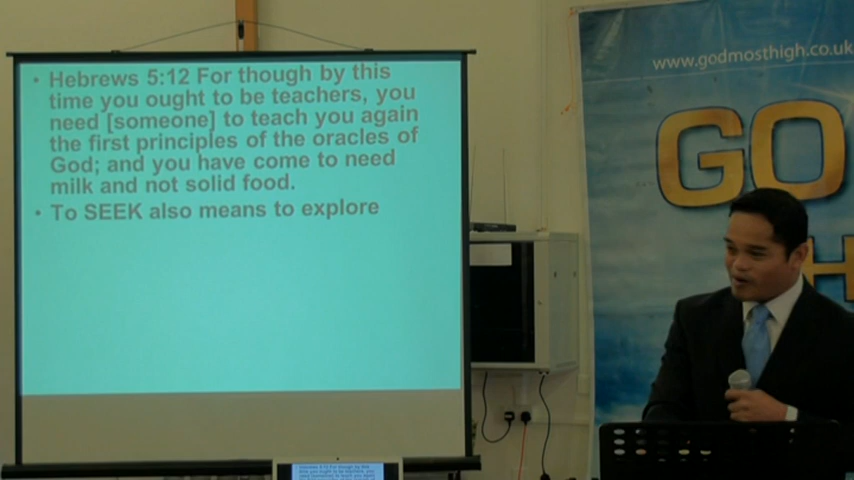 • Hebrews 5:12 For though by this
time you ought to be teachers, you
need [someone] to teach you again
the first principles of the oracles of
God; and you have come to need
milk and not solid food.
• To SEEK also means to explore
www.godmosthigh.co.uk
GO
H